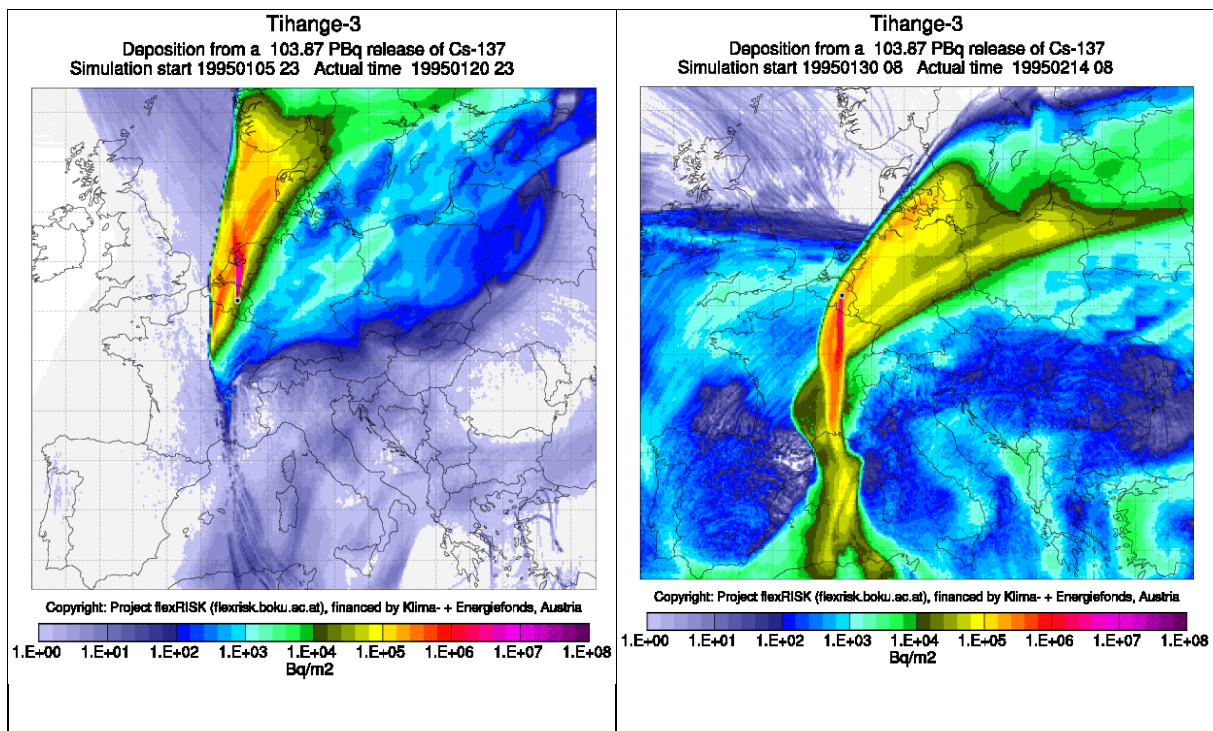 Tihange-3
Deposition from a 103.87 PBq release of Cs-137
Simulation start 19950105 23 Actual time 19950120 23
Copyright: Project flexRISK (flexrisk.boku.ac.at), financed by Klima- + Energiefonds, Austria
1.E+00 1.E+01 1.E+02 1.E+03 1.E+04 1.E+05 1.E+06 1.E+07 1.E+08
Bq/m2
Tihange-3
Deposition from a 103.87 PBq release of Cs-137
Simulation start 19950130 08 Actual time 19950214 08
Copyright: Project flexRISK (flexrisk.boku.ac.at), financed by Klima- + Energiefonds, Austria
1.E+00 1.E+01 1.E+02 1.E+03 1.E+04 1.E+05 1.E+06 1.E+07 1.E+08
Bq/m2